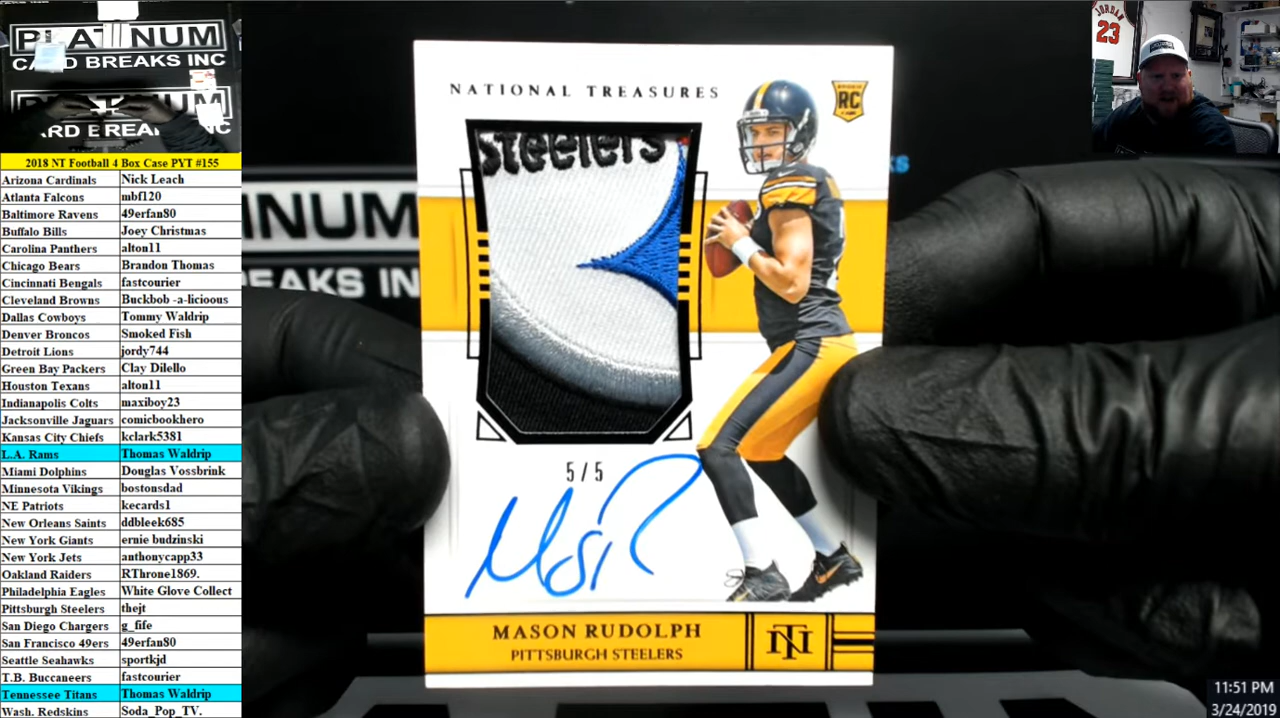 PLATINUM
CARD BREAKS INC
ARD BREA
INC
2018 NT Football 4 Box Case PYT #155
Arizona Cardinals Nick Leach
Atlanta Falcons mbf120
Baltimore Ravens 49erfan80
Buffalo Bills Joey Christmas
Carolina Panthers alton11
Chicago Bears Brandon Thomas
Cincinnati Bengals fastcourier
Cleveland Browns Buckbob -a-licioous
Dallas Cowboys Tommy Waldrip
Denver Broncos Smoked Fish
Detroit Lions jordy744
Green Bay Packers Clay Dilello
Houston Texans alton11
Indianapolis Colts maxiboy23
Jacksonville Jaguars comicbookhero
Kansas City Chiefs kclark5381
L.A. Rams Thomas Waldrip
Miami Dolphins Douglas Vossbrink
Minnesota Vikings bostonsdad
NE Patriots kecards1
New Orleans Saints ddbleek685
New York Giants ernie budzinski
New York Jets anthonycapp33
Oakland Raiders RThrone1869.
Philadelphia Eagles White Glove Collect
Pittsburgh Steelers thejt
San Diego Chargers g_fife
San Francisco 49ers 49erfan80
Seattle Seahawks sportkjd
T.B. Buccaneers fastcourier
Tennessee Titans Thomas Waldrip
Wash. Redskins Soda_Pop_TV.
INUM
EAKS IN
NATIONAL TREASURES
RC
steelers
5/5
MASON RUDOLPH
PITTSBURGH STEELERS
NT
JORDAN
23
11:51 PM
3/24/2019